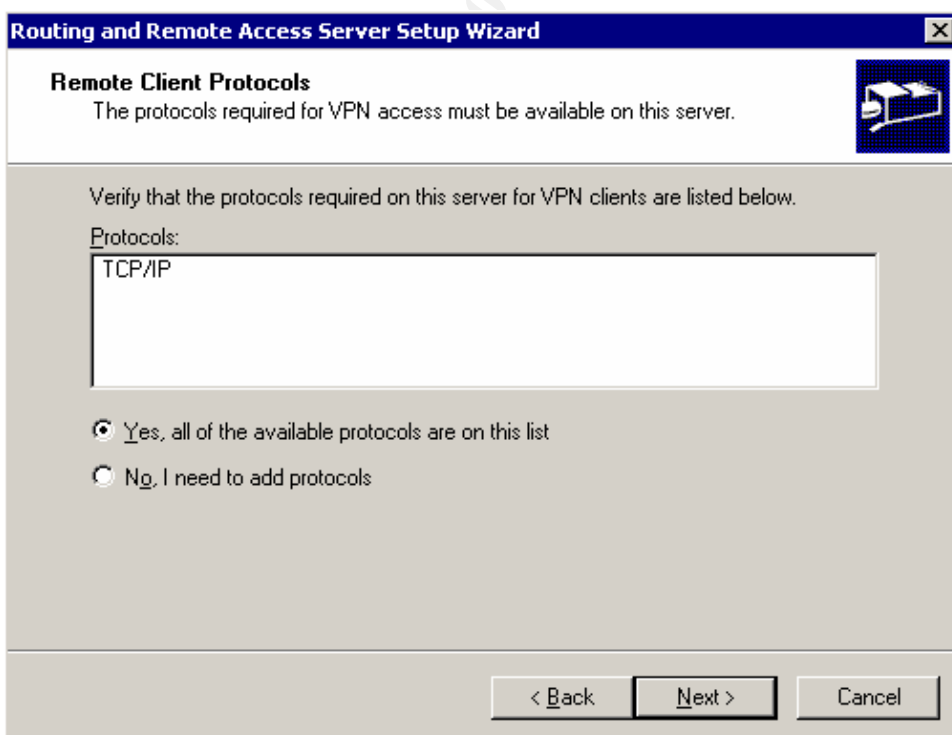 Routing and Remote Access Server Setup Wizard
Remote Client Protocols
The protocols required for VPN access must be available on this server.
Verify that the protocols required on this server for VPN clients are listed below.
Protocols:
TCP/IP
Yes, all of the available protocols are on this list
No, I need to add protocols
< Back
Next >
Cancel